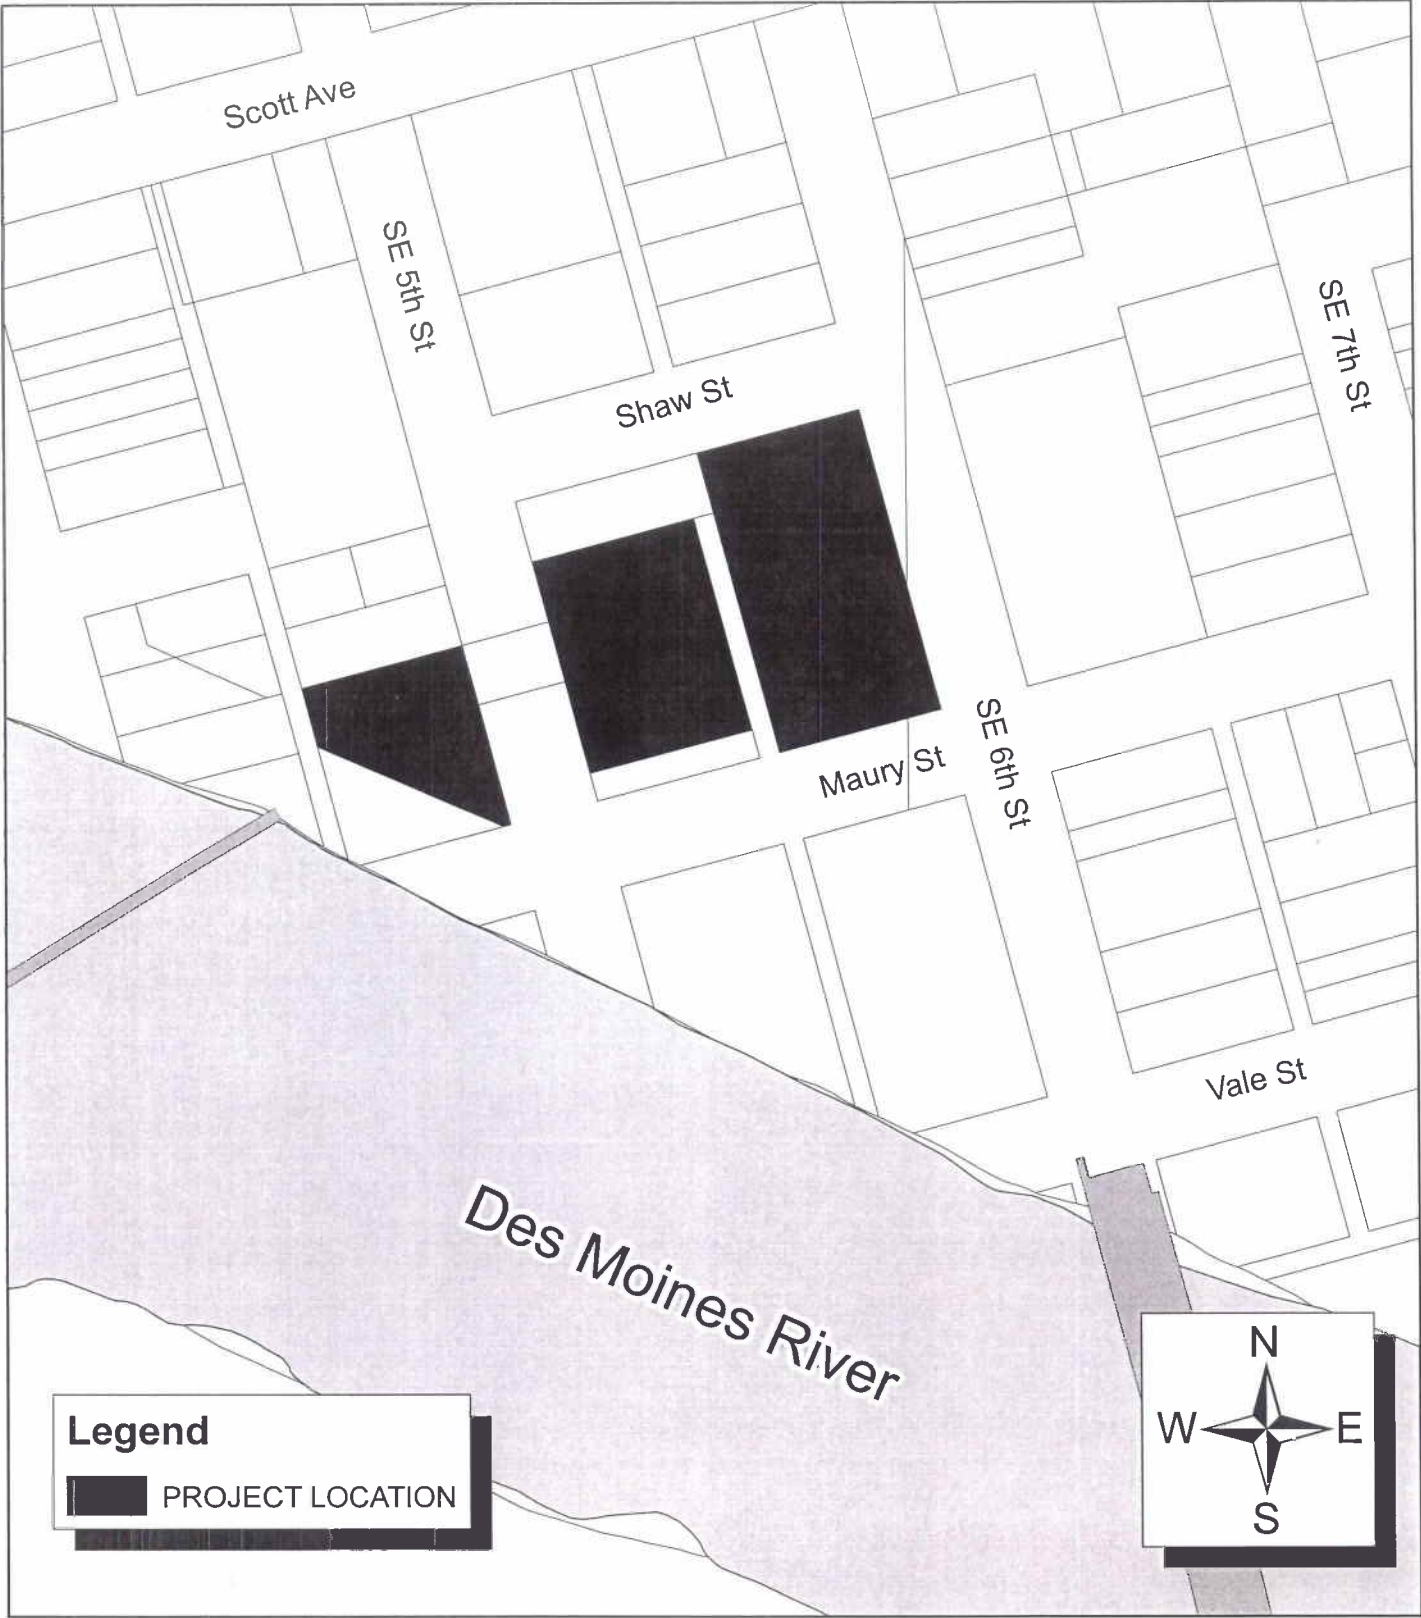 Scott Ave
SE 5th St
SE 7th St
Shaw St
SE 6th St
Maury St
Vale St
Des Moines River
N
W E
S
Legend
PROJECT LOCATION